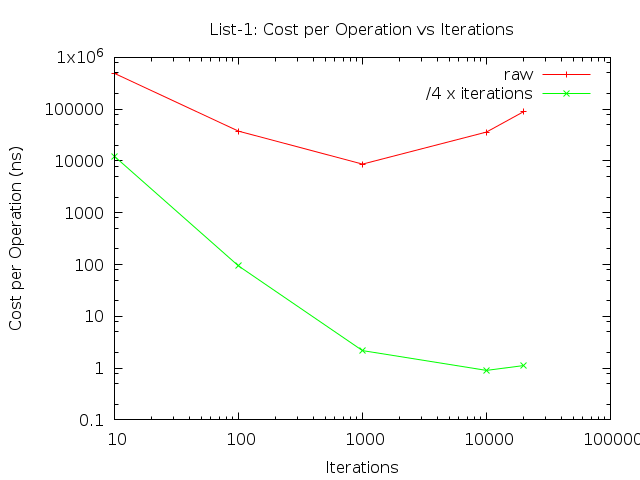 List-1: Cost per Operation vs Iterations
1x10^6
100000
10000
1000
100
10
1
0.1
Cost per Operation (ns)
raw
/4 x iterations
10
100
1000
10000
100000
Iterations